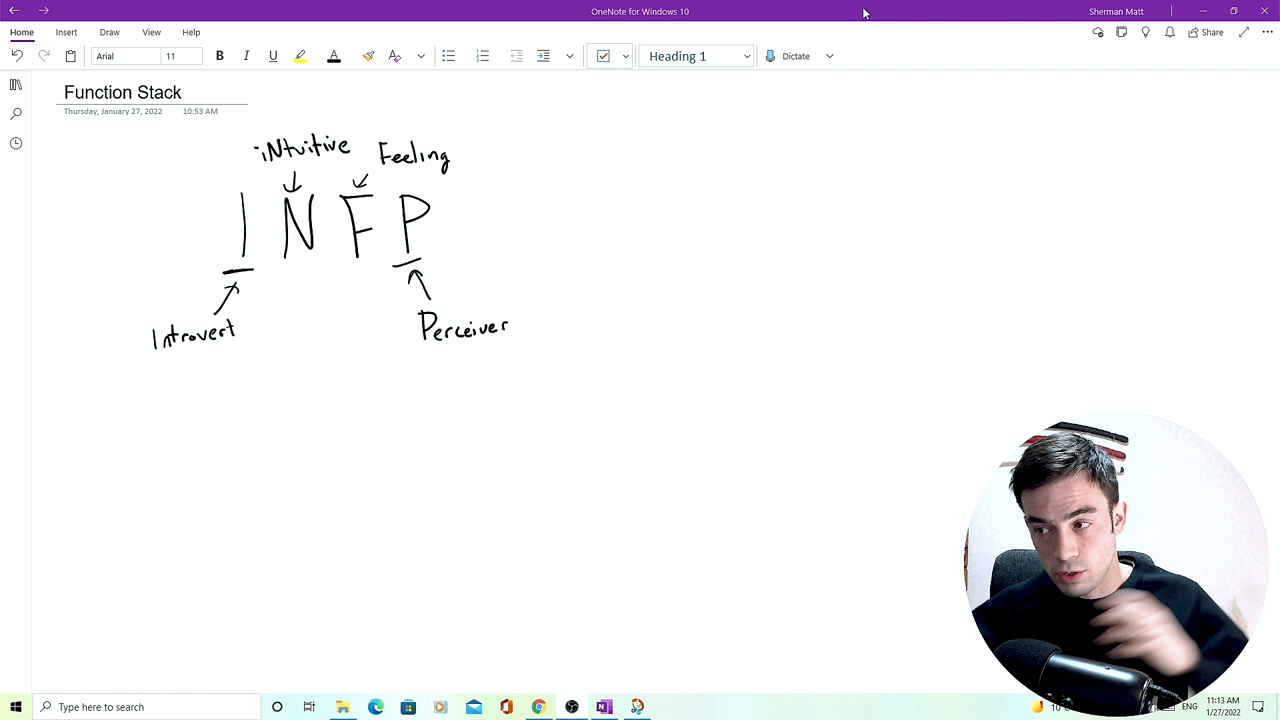 OneNote for Windows 10
Sherman Matt
Home Insert Draw View Help
Share
Arial 11 B I U A Heading 1 Dictate
Function Stack
Thursday, January 27, 2022 10:53 AM
iNtuitive Feeling
I N F P
Introvert Perceiver
Type here to search
ENG
11:13 AM
1/27/2022